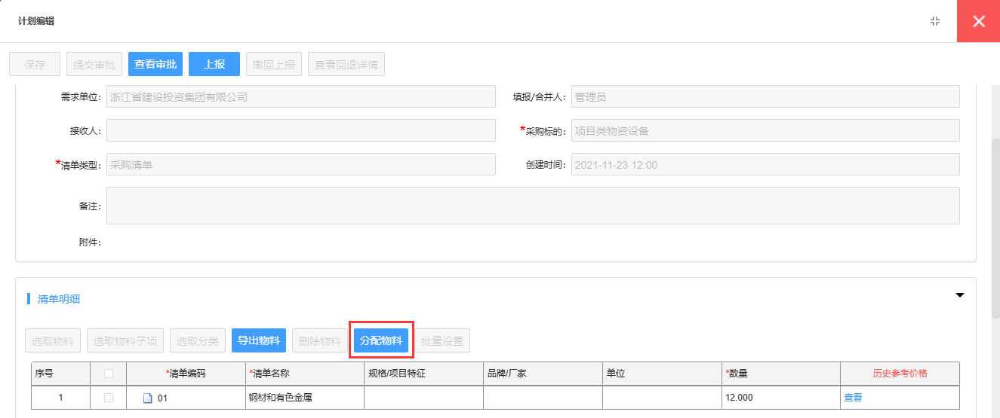 计划编辑
保存 提交审批 查看审批 上报 撤回上报 查看回退详情
需求单位: 浙江省建设投资集团有限公司 填报/合并人: 管理员
接收人: *采购标的: 项目类物资设备
*清单类型: 采购清单 创建时间: 2021-11-23 12:00
备注:
附件:
清单明细
选取物料 选取物料子项 选取分类 导出物料 删除物料 分配物料 批量设置
序号 *清单编码 *清单名称 规格/项目特征 品牌/厂家 单位 *数量 历史参考价格
1 01 钢材和有色金属 12.000 查看